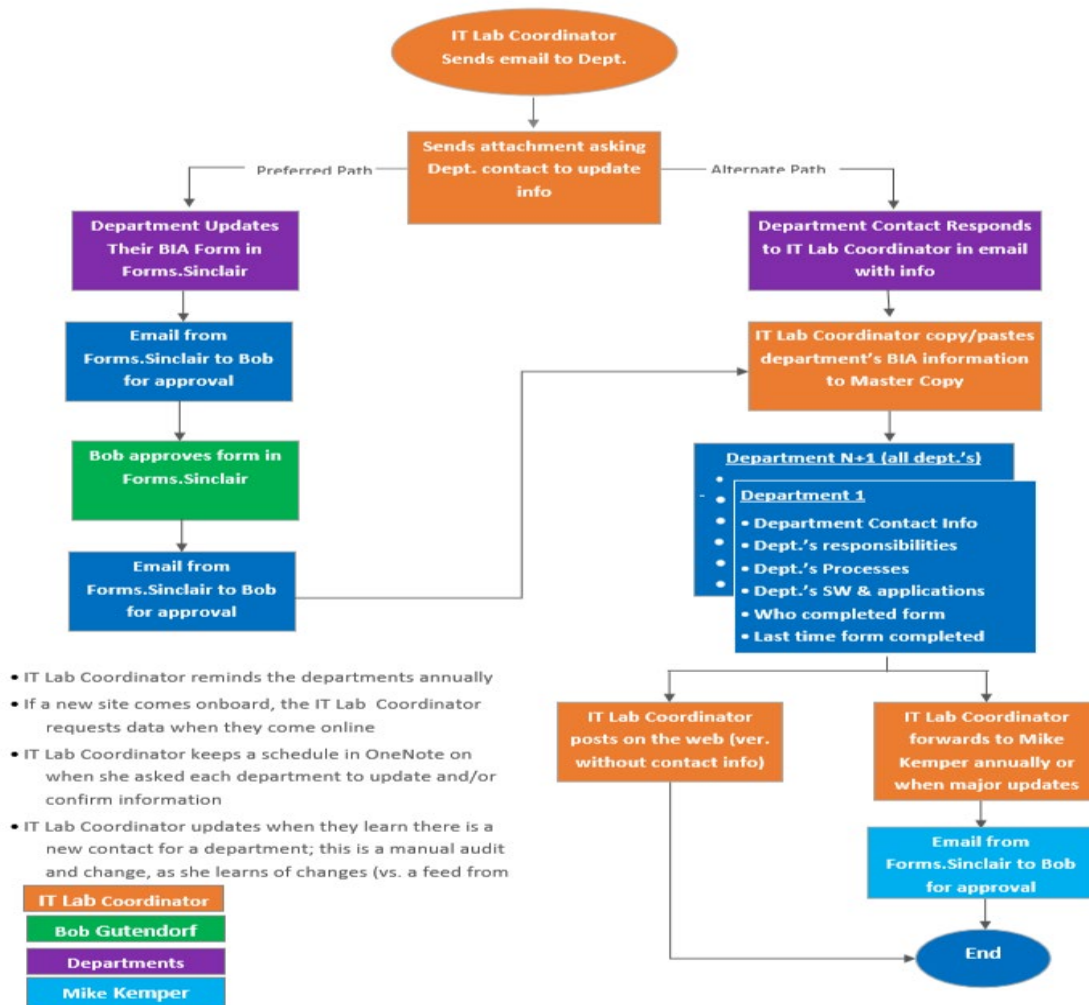 IT Lab Coordinator
Sends email to Dept.
Sends attachment asking
Dept. contact to update
info
Preferred Path
Alternate Path
Department Updates
Their BIA Form in
Forms.Sinclair
Department Contact Responds
to IT Lab Coordinator in email
with info
Email from
Forms.Sinclair to Bob
for approval
IT Lab Coordinator copy/pastes
department's BIA information
to Master Copy
Bob approves form in
Forms.Sinclair
Department N+1 (all dept.'s)
Department 1
• Department Contact Info
• Dept.'s responsibilities
• Dept.'s Processes
• Dept.'s SW & applications
• Who completed form
• Last time form completed
Email from
Forms.Sinclair to Bob
for approval
• IT Lab Coordinator reminds the departments annually
• If a new site comes onboard, the IT Lab Coordinator
requests data when they come online
• IT Lab Coordinator keeps a schedule in OneNote on
when she asked each department to update and/or
confirm information
• IT Lab Coordinator updates when they learn there is a
new contact for a department; this is a manual audit
and change, as she learns of changes (vs. a feed from
IT Lab Coordinator
posts on the web (ver.
without contact info)
IT Lab Coordinator
forwards to Mike
Kemper annually or
when major updates
Email from
Forms.Sinclair to Bob
for approval
End
IT Lab Coordinator
Bob Gutendorf
Departments
Mike Kemper